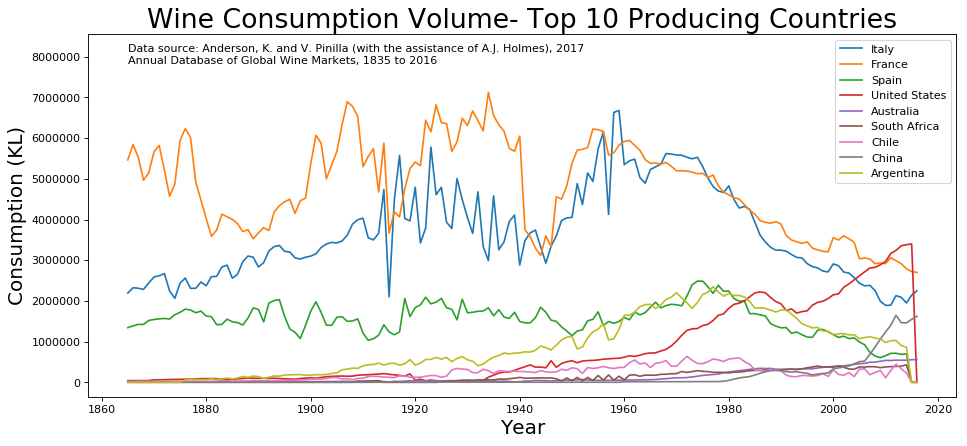 Wine Consumption Volume- Top 10 Producing Countries
Data source: Anderson, K. and V. Pinilla (with the assistance of A.J. Holmes), 2017
Annual Database of Global Wine Markets, 1835 to 2016
Italy
France
Spain
United States
Australia
South Africa
Chile
China
Argentina
Consumption (KL)
8000000
7000000
6000000
5000000
4000000
3000000
2000000
1000000
0
1860
1880
1900
1920
1940
1960
1980
2000
2020
Year